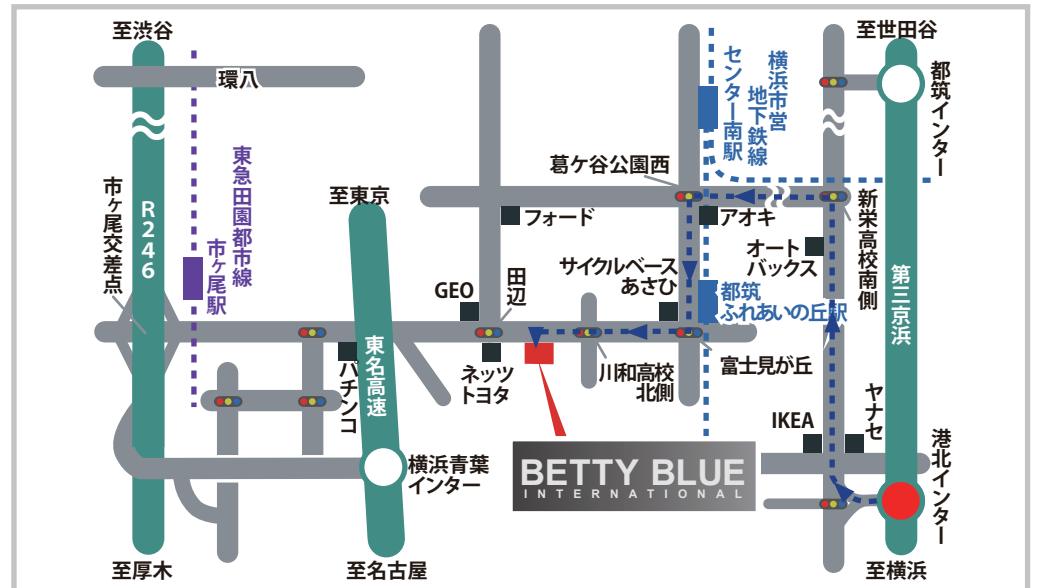 至渋谷
環八
至世田谷
都筑インター
横浜市営
地下鉄線
センター南駅
葛ケ谷公園西
東急田園都市線
市ヶ尾駅
市ヶ尾交差点
R246
至東京
フォード
アオキ
新栄高校南側
オート
バックス
サイクルベース
あさひ
都筑
ふれあいの丘駅
第三京浜
GEO
田辺
東名高速
パチンコ
ネッツ
トヨタ
川和高校
北側
富士見が丘
IKEA
ヤナセ
港北インター
横浜青葉
インター
BETTY BLUE
INTERNATIONAL
至厚木
至名古屋
至横浜